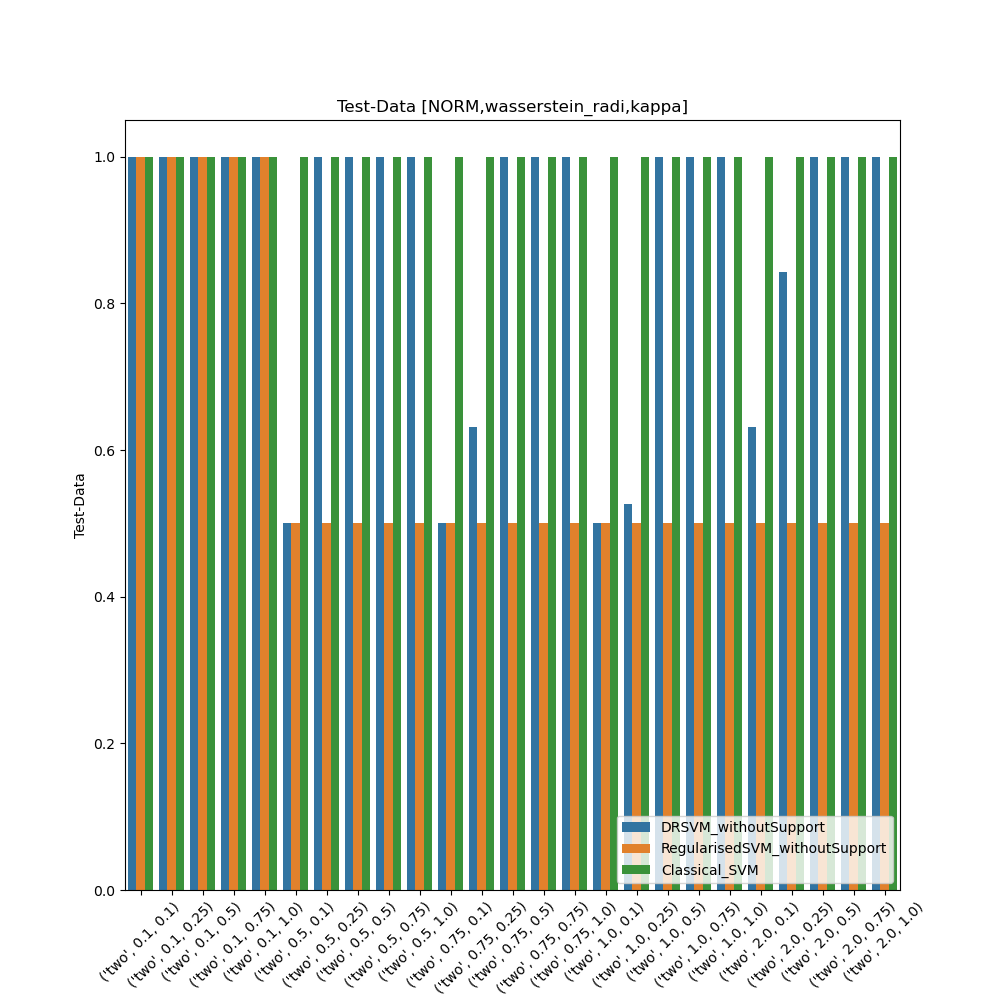 Test-Data [NORM,wasserstein_radi,kappa]
1.0
0.8
0.6
0.4
0.2
0.0
Test-Data
DRSVM_withoutSupport
RegularisedSVM_withoutSupport
Classical_SVM
('two', 0.1, 0.1)
('two', 0.1, 0.25)
('two', 0.1, 0.5)
('two', 0.1, 0.75)
('two', 0.1, 1.0)
('two', 0.5, 0.1)
('two', 0.5, 0.25)
('two', 0.5, 0.5)
('two', 0.5, 0.75)
('two', 0.5, 1.0)
('two', 0.75, 0.1)
('two', 0.75, 0.25)
('two', 0.75, 0.5)
('two', 0.75, 0.75)
('two', 0.75, 1.0)
('two', 1.0, 0.1)
('two', 1.0, 0.25)
('two', 1.0, 0.5)
('two', 1.0, 0.75)
('two', 1.0, 1.0)
('two', 2.0, 0.1)
('two', 2.0, 0.25)
('two', 2.0, 0.5)
('two', 2.0, 0.75)
('two', 2.0, 1.0)